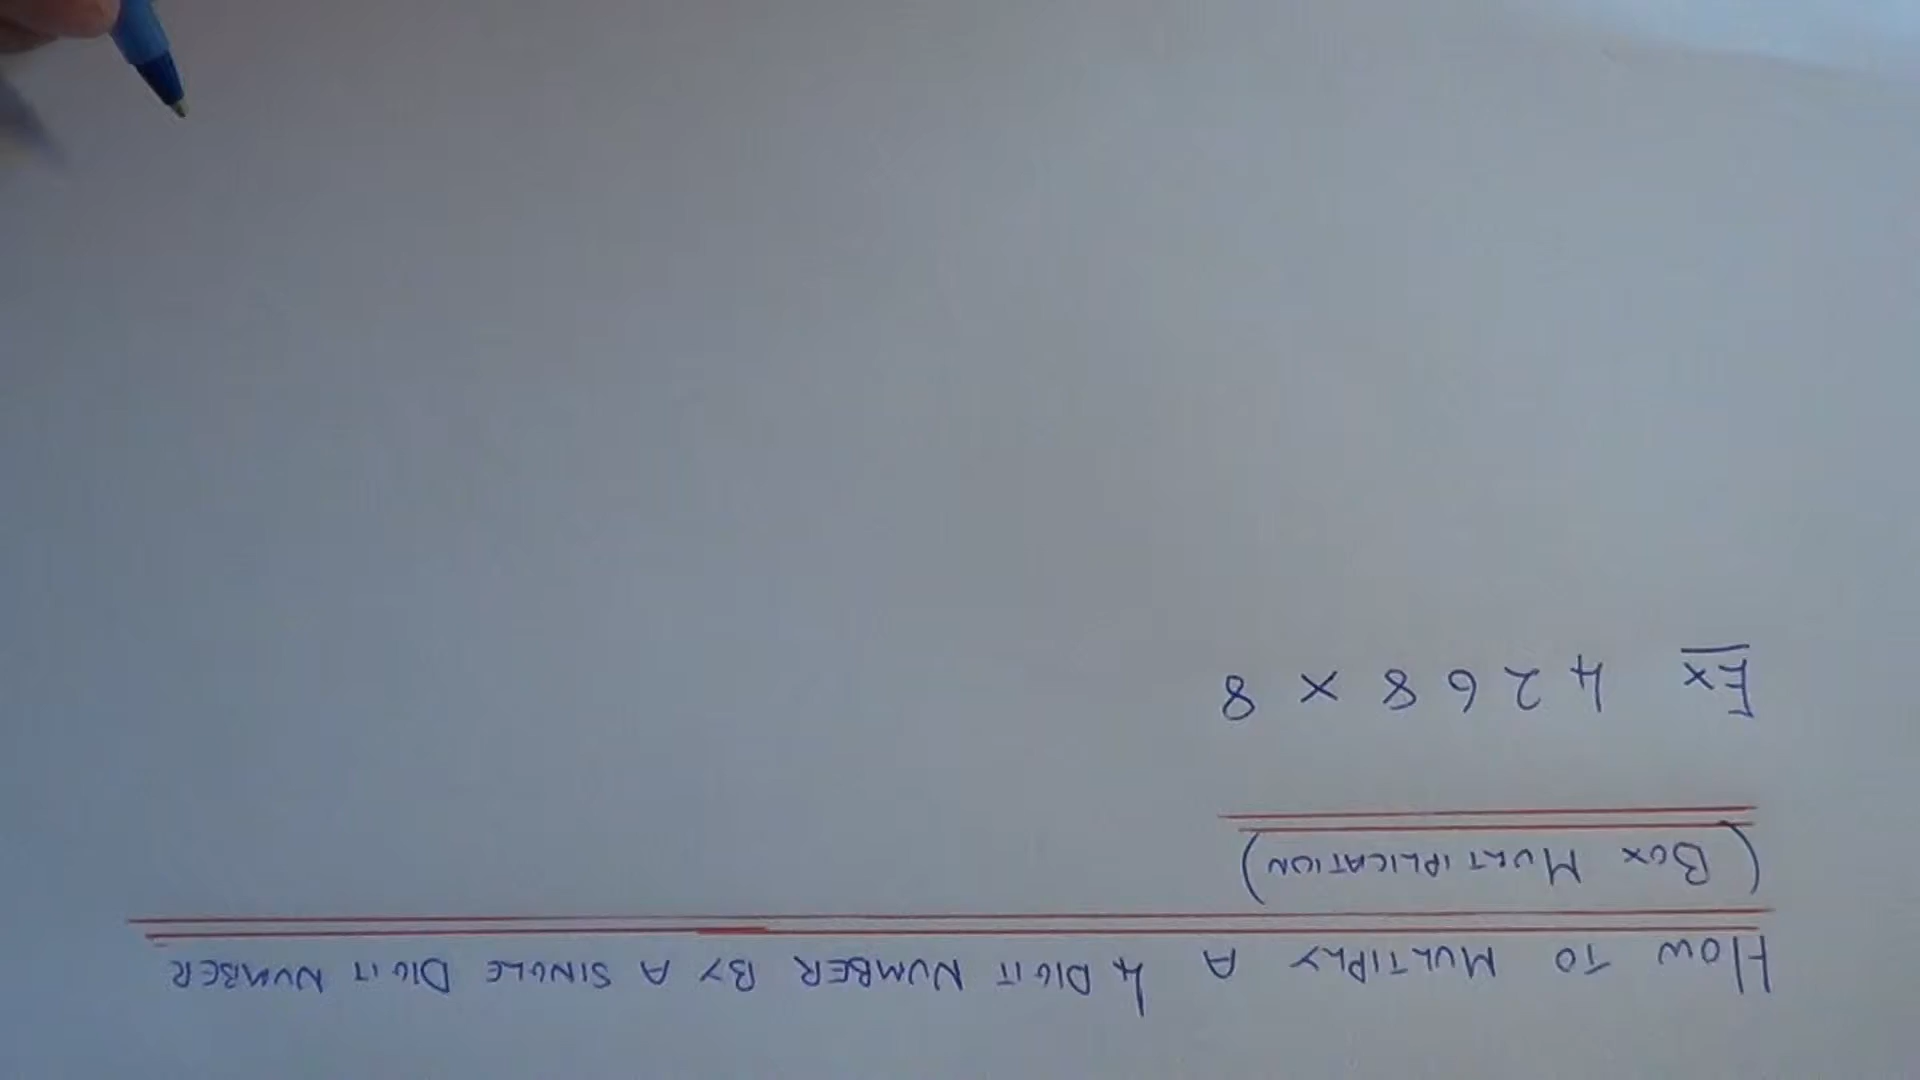 HOW TO MULTIPLY A 4 DIGIT NUMBER BY A SINGLE DIGIT NUMBER
(BOX MULTIPLICATION)
Ex 4268 × 8